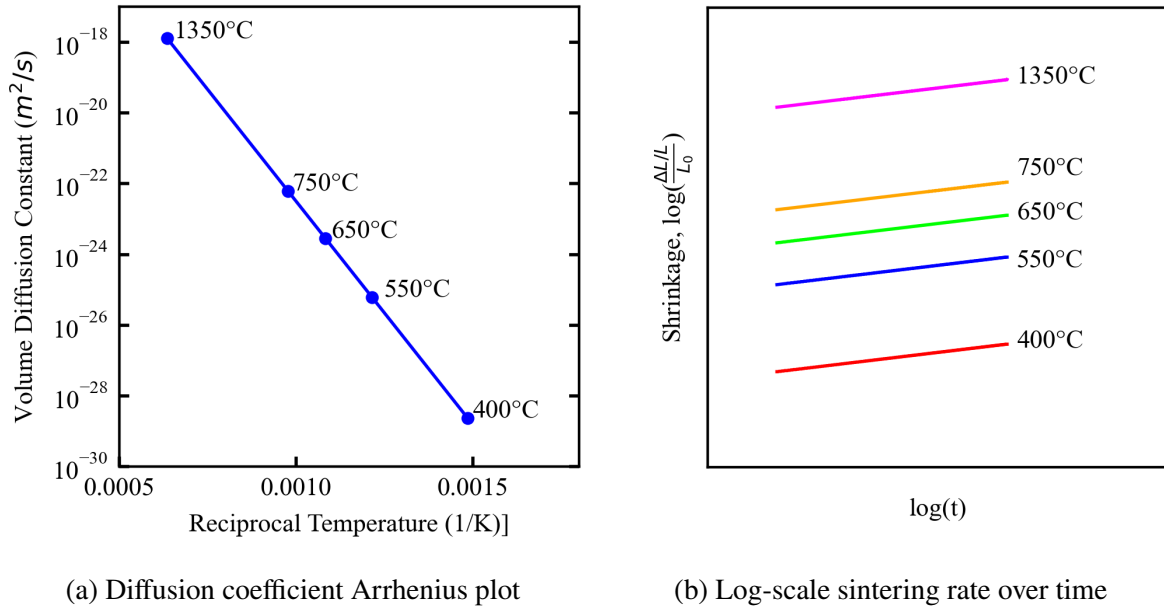 Volume Diffusion Constant (m²/s)
10⁻¹⁸
10⁻²⁰
10⁻²²
10⁻²⁴
10⁻²⁶
10⁻²⁸
10⁻³⁰
1350°C
750°C
650°C
550°C
400°C
0.0005 0.0010 0.0015
Reciprocal Temperature (1/K)]
(a) Diffusion coefficient Arrhenius plot
Shrinkage, log(ΔL/L/L₀)
1350°C
750°C
650°C
550°C
400°C
log(t)
(b) Log-scale sintering rate over time